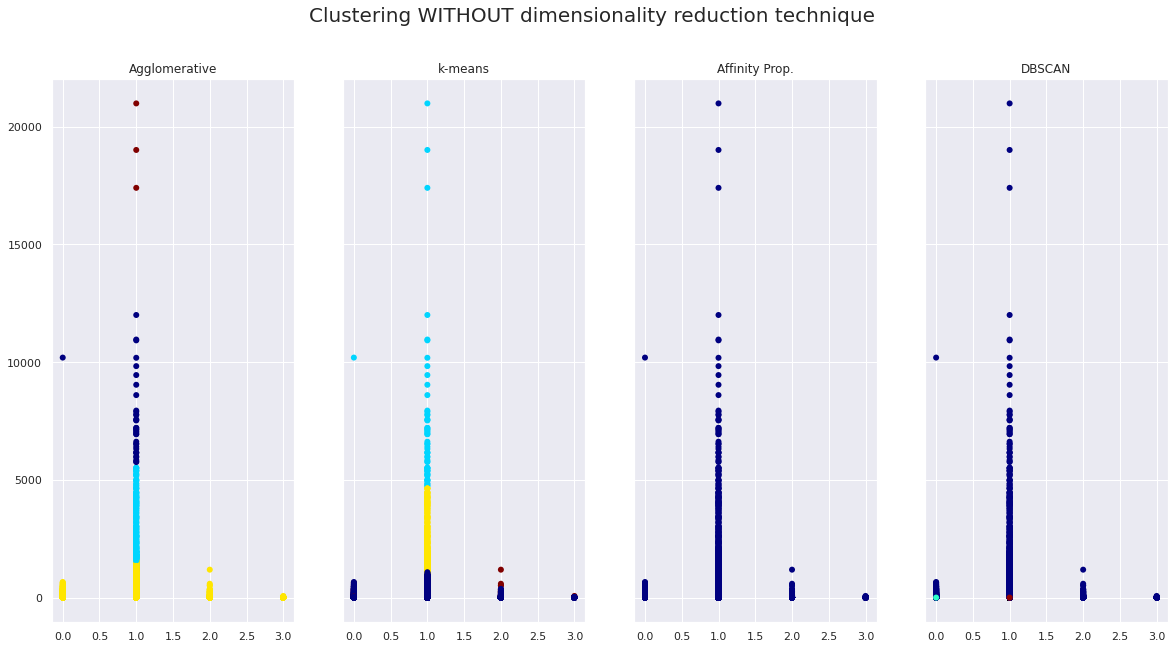 Clustering WITHOUT dimensionality reduction technique
Agglomerative k-means Affinity Prop. DBSCAN
20000
15000
10000
5000
0
0.0 0.5 1.0 1.5 2.0 2.5 3.0 0.0 0.5 1.0 1.5 2.0 2.5 3.0 0.0 0.5 1.0 1.5 2.0 2.5 3.0 0.0 0.5 1.0 1.5 2.0 2.5 3.0